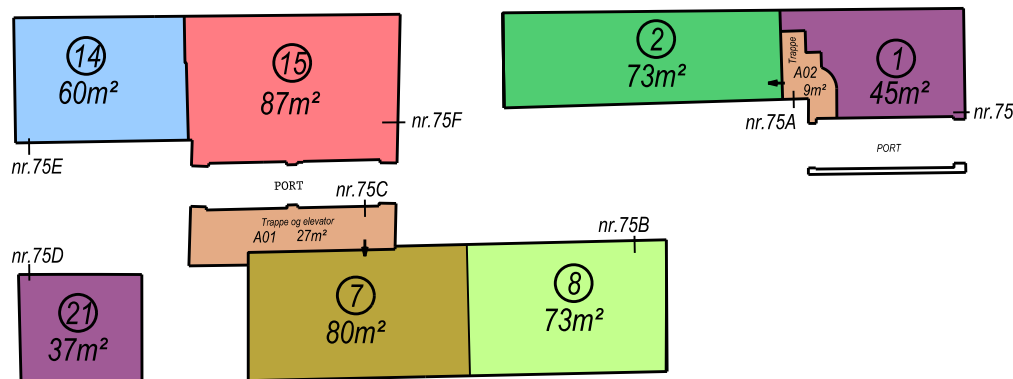 14
60m²
nr.75E
15
87m²
nr.75F
2
73m²
Trappe
A02
9m²
nr.75A
1
45m²
nr.75
PORT
PORT
nr.75C
Trappe og elevator
A01 27m²
nr.75B
nr.75D
21
37m²
7
80m²
8
73m²